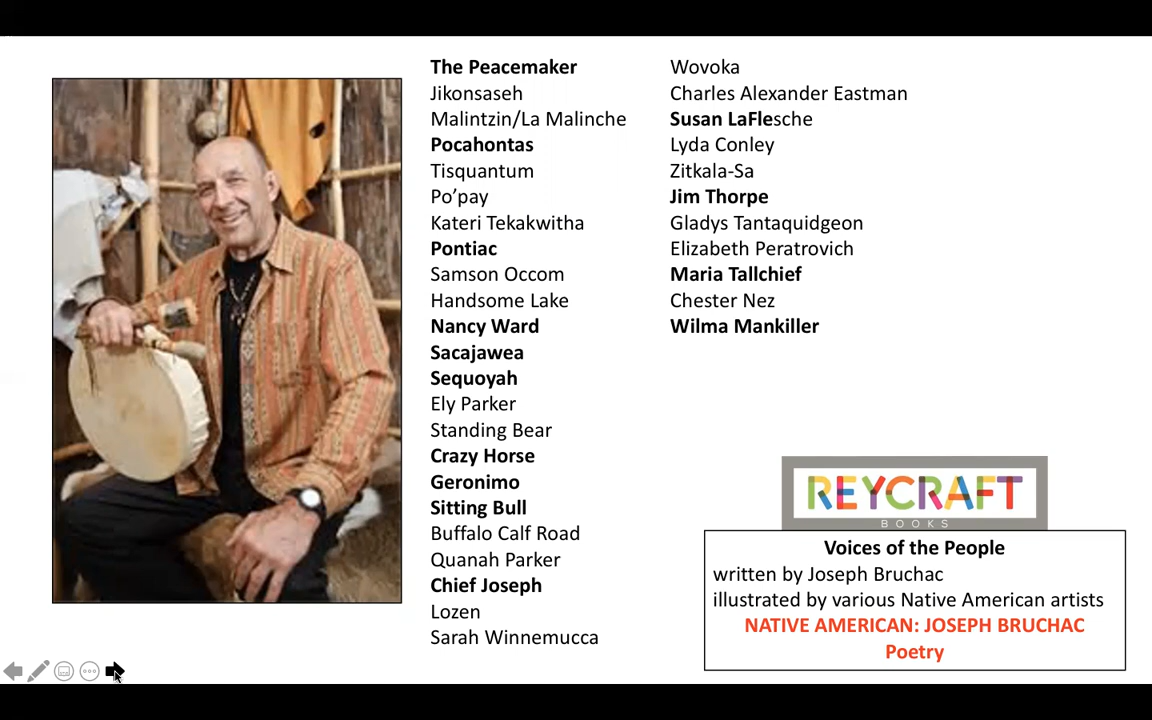 The Peacemaker
Jikonsaseh
Malintzin/La Malinche
Pocahontas
Tisquantum
Po’pay
Kateri Tekakwitha
Pontiac
Samson Occom
Handsome Lake
Nancy Ward
Sacajawea
Sequoyah
Ely Parker
Standing Bear
Crazy Horse
Geronimo
Sitting Bull
Buffalo Calf Road
Quanah Parker
Chief Joseph
Lozen
Sarah Winnemucca
Wovoka
Charles Alexander Eastman
Susan LaFlesche
Lyda Conley
Zitkala-Sa
Jim Thorpe
Gladys Tantaquidgeon
Elizabeth Peratrovich
Maria Tallchief
Chester Nez
Wilma Mankiller
REYCRAFT
BOOKS
Voices of the People
written by Joseph Bruchac
illustrated by various Native American artists
NATIVE AMERICAN: JOSEPH BRUCHAC
Poetry